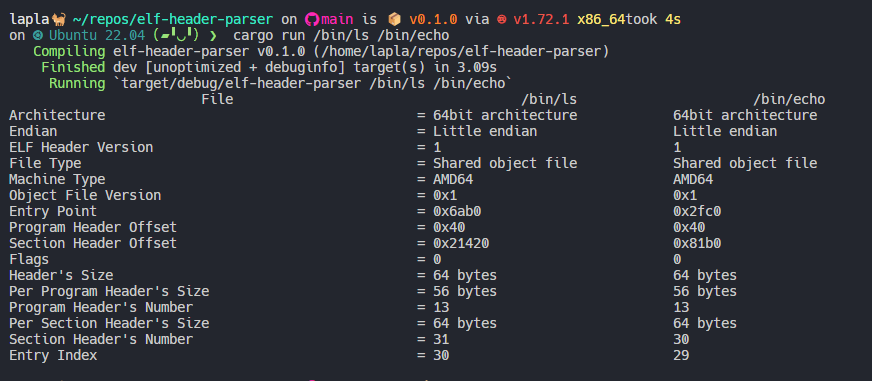 lapla🐕 ~/repos/elf-header-parser on main is 📦 v0.1.0 via v1.72.1 x86_64took 4s
on Ubuntu 22.04 (▰╹◡╹) ❯ cargo run /bin/ls /bin/echo
Compiling elf-header-parser v0.1.0 (/home/lapla/repos/elf-header-parser)
Finished dev [unoptimized + debuginfo] target(s) in 3.09s
Running `target/debug/elf-header-parser /bin/ls /bin/echo`
File /bin/ls /bin/echo
Architecture = 64bit architecture 64bit architecture
Endian = Little endian Little endian
ELF Header Version = 1 1
File Type = Shared object file Shared object file
Machine Type = AMD64 AMD64
Object File Version = 0x1 0x1
Entry Point = 0x6ab0 0x2fc0
Program Header Offset = 0x40 0x40
Section Header Offset = 0x21420 0x81b0
Flags = 0 0
Header's Size = 64 bytes 64 bytes
Per Program Header's Size = 56 bytes 56 bytes
Program Header's Number = 13 13
Per Section Header's Size = 64 bytes 64 bytes
Section Header's Number = 31 30
Entry Index = 30 29